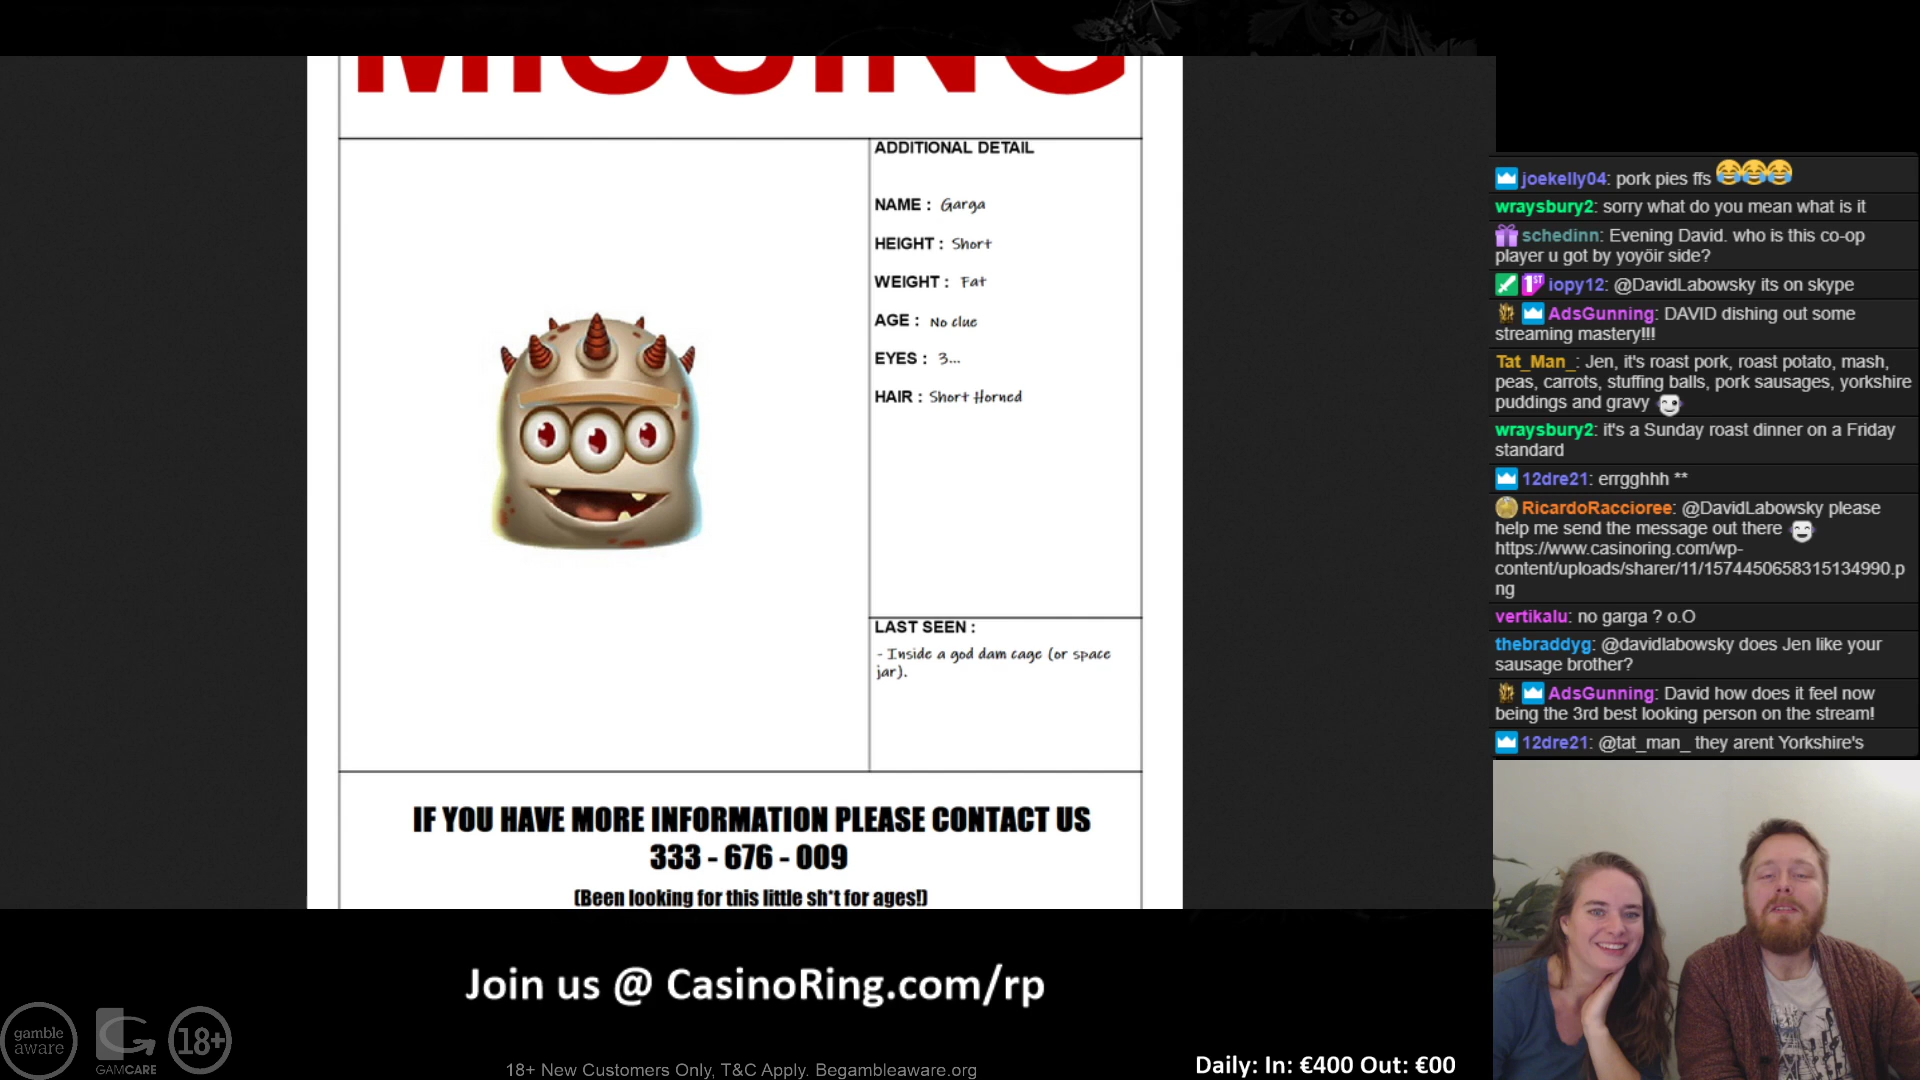 MISSING
ADDITIONAL DETAIL
NAME : Garga
HEIGHT : Short
WEIGHT : Fat
AGE : No clue
EYES : 3...
HAIR : Short Horned
LAST SEEN :
- Inside a god dam cage (or space
jar).
IF YOU HAVE MORE INFORMATION PLEASE CONTACT US
333 - 676 - 009
(Been looking for this little sh*t for ages!)
joekelly04: pork pies ffs 😂😂😂
wraysbury2: sorry what do you mean what is it
schedinn: Evening David. who is this co-op
player u got by yoyöir side?
1ST iopy12: @DavidLabowsky its on skype
AdsGunning: DAVID dishing out some
streaming mastery!!!
Tat_Man_: Jen, it's roast pork, roast potato, mash,
peas, carrots, stuffing balls, pork sausages, yorkshire
puddings and gravy
wraysbury2: it's a Sunday roast dinner on a Friday
standard
12dre21: errgghhh **
RicardoRaccioree: @DavidLabowsky please
help me send the message out there
https://www.casinoring.com/wp-
content/uploads/sharer/11/1574450658315134990.p
ng
vertikalu: no garga ? o.O
thebraddyg: @davidlabowsky does Jen like your
sausage brother?
AdsGunning: David how does it feel now
being the 3rd best looking person on the stream!
12dre21: @tat_man_ they arent Yorkshire's
Join us @ CasinoRing.com/rp
gamble
aware
GAMCARE
18+
18+ New Customers Only, T&C Apply. Begambleaware.org
Daily: In: €400 Out: €00